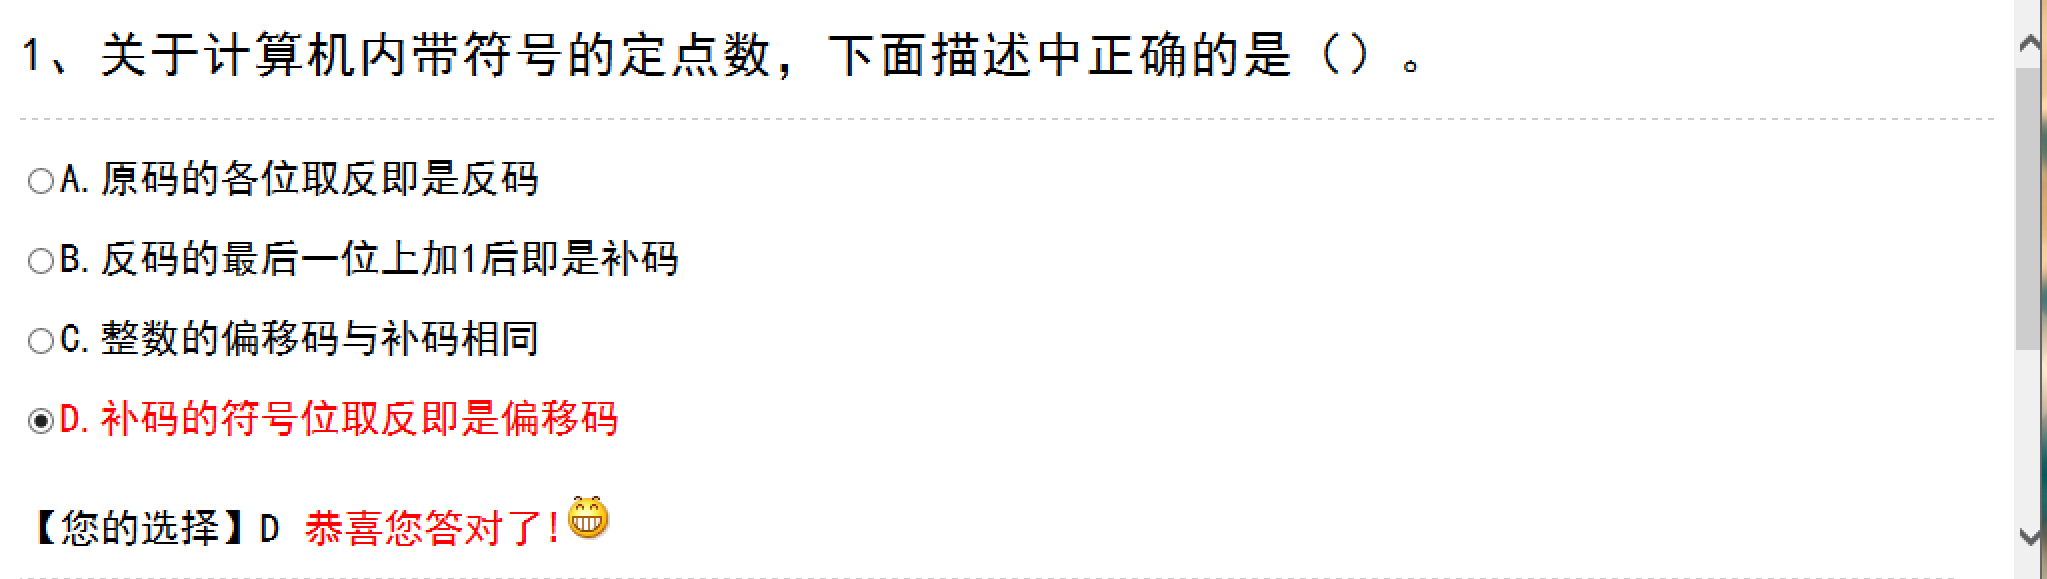 1、关于计算机内带符号的定点数，下面描述中正确的是（）。
A. 原码的各位取反即是反码
B. 反码的最后一位上加1后即是补码
C. 整数的偏移码与补码相同
D. 补码的符号位取反即是偏移码
【您的选择】D 恭喜您答对了!